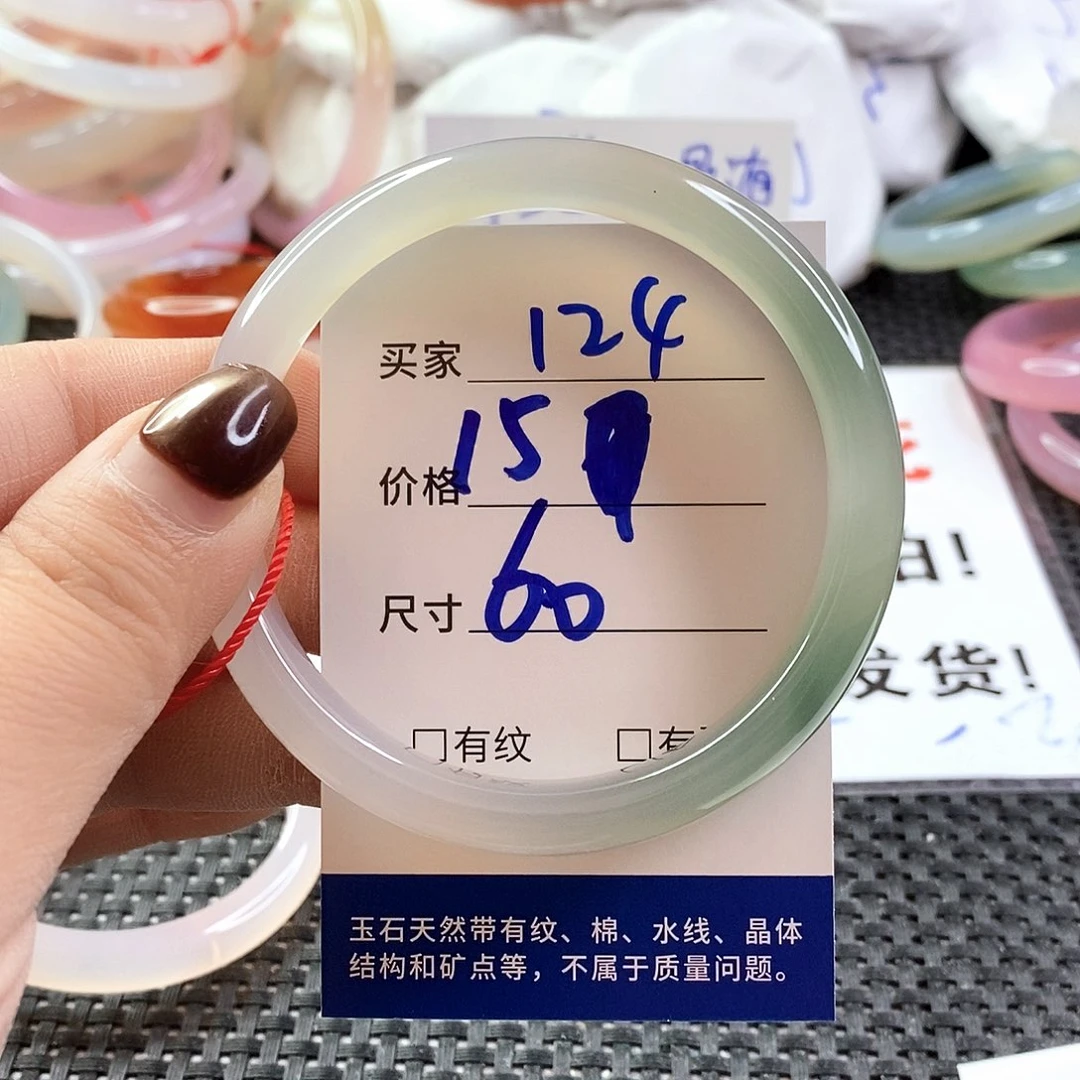 买家 124
价格 15
尺寸 60
□有纹 □有
玉石天然带有纹、棉、水线、晶体
结构和矿点等，不属于质量问题。
发货!